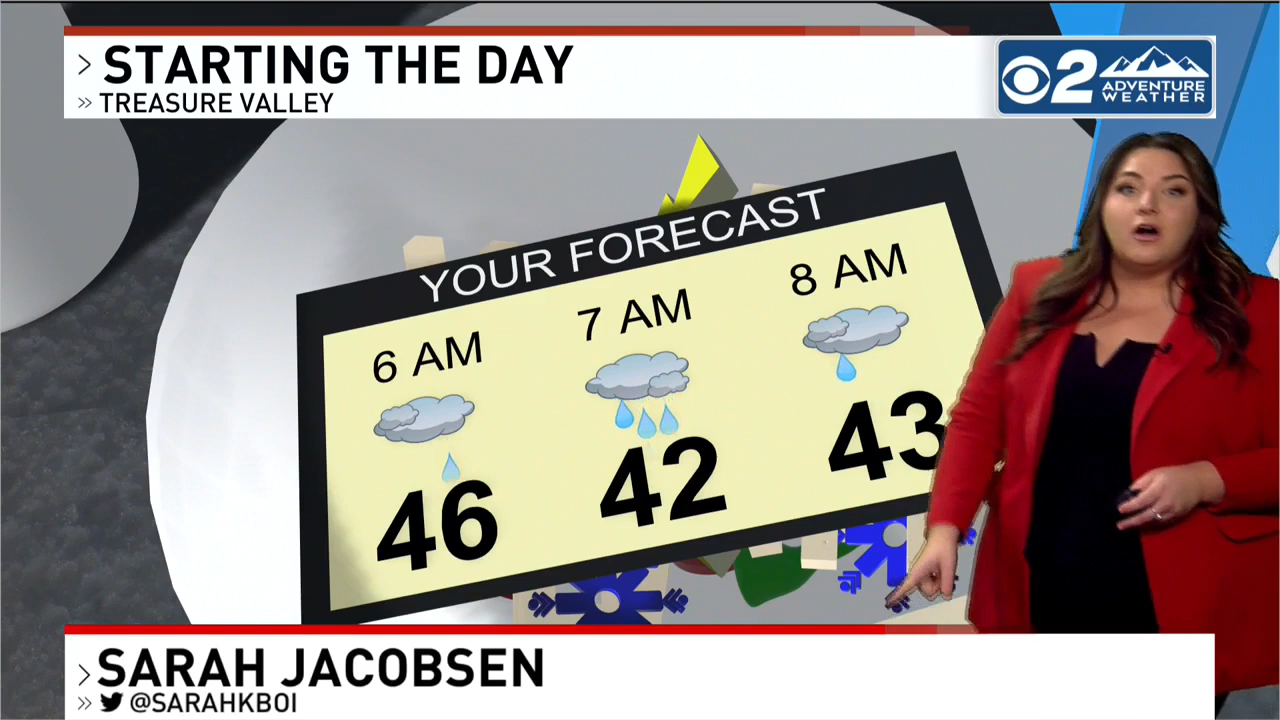 > STARTING THE DAY
» TREASURE VALLEY
2 ADVENTURE
WEATHER
YOUR FORECAST
6 AM 7 AM 8 AM
46 42 43
> SARAH JACOBSEN
» @SARAHKBOI